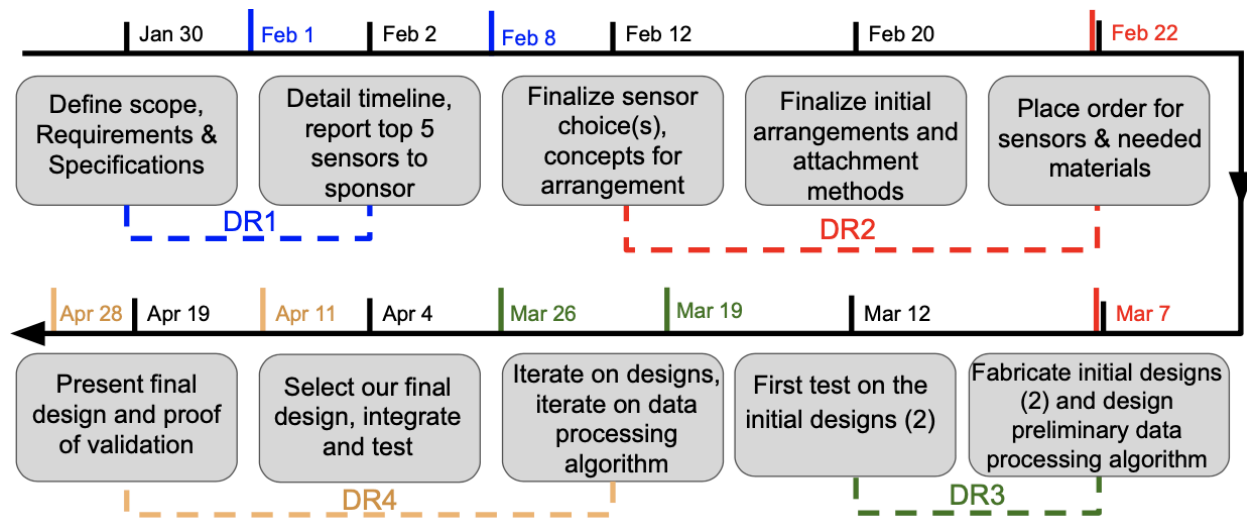 Jan 30
Feb 1
Feb 2
Feb 8
Feb 12
Feb 20
Feb 22
Define scope,
Requirements &
Specifications
Detail timeline,
report top 5
sensors to
sponsor
Finalize sensor
choice(s),
concepts for
arrangement
Finalize initial
arrangements and
attachment
methods
Place order for
sensors & needed
materials
DR1
DR2
Apr 28
Apr 19
Apr 11
Apr 4
Mar 26
Mar 19
Mar 12
Mar 7
Present final
design and proof
of validation
Select our final
design, integrate
and test
Iterate on designs,
iterate on data
processing
algorithm
First test on the
initial designs (2)
Fabricate initial designs
(2) and design
preliminary data
processing algorithm
DR4
DR3